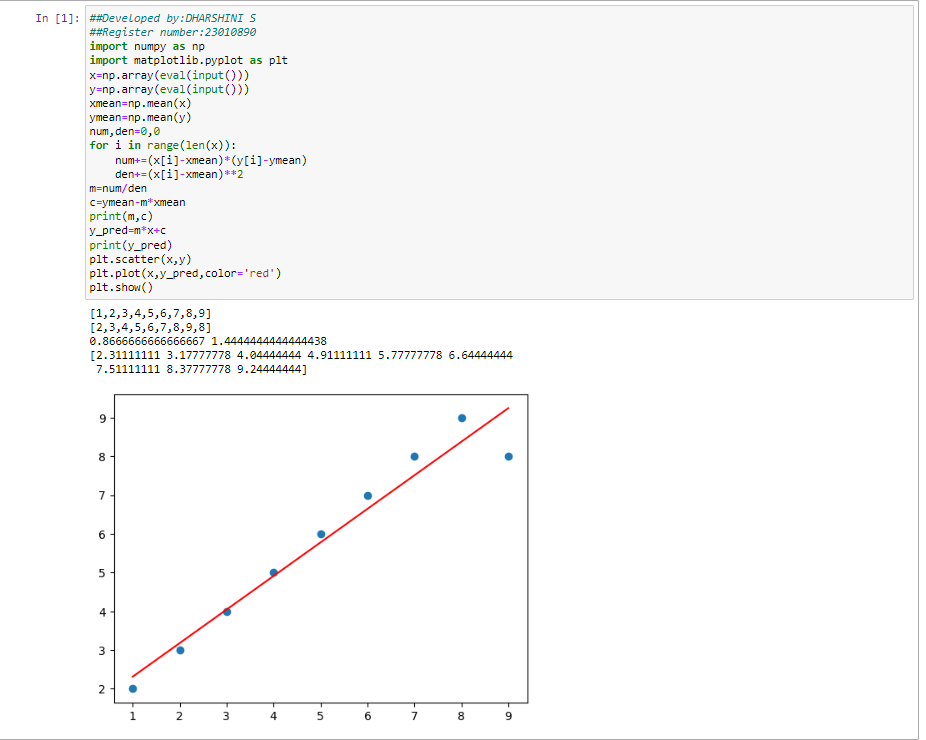 In [1]:
##Developed by:DHARSHINI S
##Register number:23010890
import numpy as np
import matplotlib.pyplot as plt
x=np.array(eval(input()))
y=np.array(eval(input()))
xmean=np.mean(x)
ymean=np.mean(y)
num,den=0,0
for i in range(len(x)):
    num+=(x[i]-xmean)*(y[i]-ymean)
    den+=(x[i]-xmean)**2
m=num/den
c=ymean-m*xmean
print(m,c)
y_pred=m*x+c
print(y_pred)
plt.scatter(x,y)
plt.plot(x,y_pred,color='red')
plt.show()
[1,2,3,4,5,6,7,8,9]
[2,3,4,5,6,7,8,9,8]
0.8666666666666667 1.4444444444444438
[2.31111111 3.17777778 4.04444444 4.91111111 5.77777778 6.64444444
 7.51111111 8.37777778 9.24444444]
9
8
7
6
5
4
3
2
1 2 3 4 5 6 7 8 9